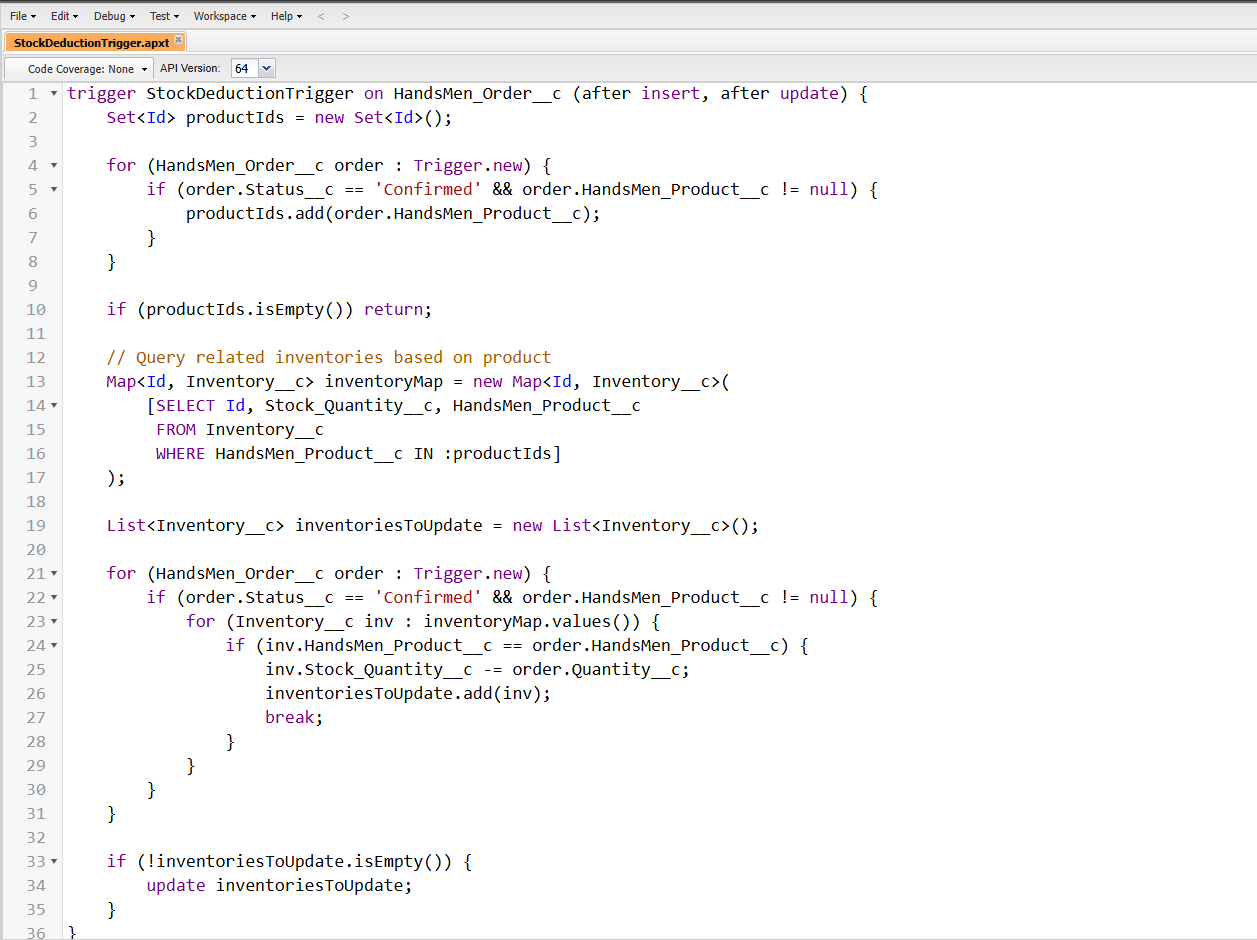 File Edit Debug Test Workspace Help < >
StockDeductionTrigger.apxt
Code Coverage: None API Version: 64
1 trigger StockDeductionTrigger on HandsMen_Order__c (after insert, after update) {
2     Set<Id> productIds = new Set<Id>();
3
4     for (HandsMen_Order__c order : Trigger.new) {
5         if (order.Status__c == 'Confirmed' && order.HandsMen_Product__c != null) {
6             productIds.add(order.HandsMen_Product__c);
7         }
8     }
9
10     if (productIds.isEmpty()) return;
11
12     // Query related inventories based on product
13     Map<Id, Inventory__c> inventoryMap = new Map<Id, Inventory__c>(
14         [SELECT Id, Stock_Quantity__c, HandsMen_Product__c
15          FROM Inventory__c
16          WHERE HandsMen_Product__c IN :productIds]
17     );
18
19     List<Inventory__c> inventoriesToUpdate = new List<Inventory__c>();
20
21     for (HandsMen_Order__c order : Trigger.new) {
22         if (order.Status__c == 'Confirmed' && order.HandsMen_Product__c != null) {
23             for (Inventory__c inv : inventoryMap.values()) {
24                 if (inv.HandsMen_Product__c == order.HandsMen_Product__c) {
25                     inv.Stock_Quantity__c -= order.Quantity__c;
26                     inventoriesToUpdate.add(inv);
27                     break;
28                 }
29             }
30         }
31     }
32
33     if (!inventoriesToUpdate.isEmpty()) {
34         update inventoriesToUpdate;
35     }
36 }